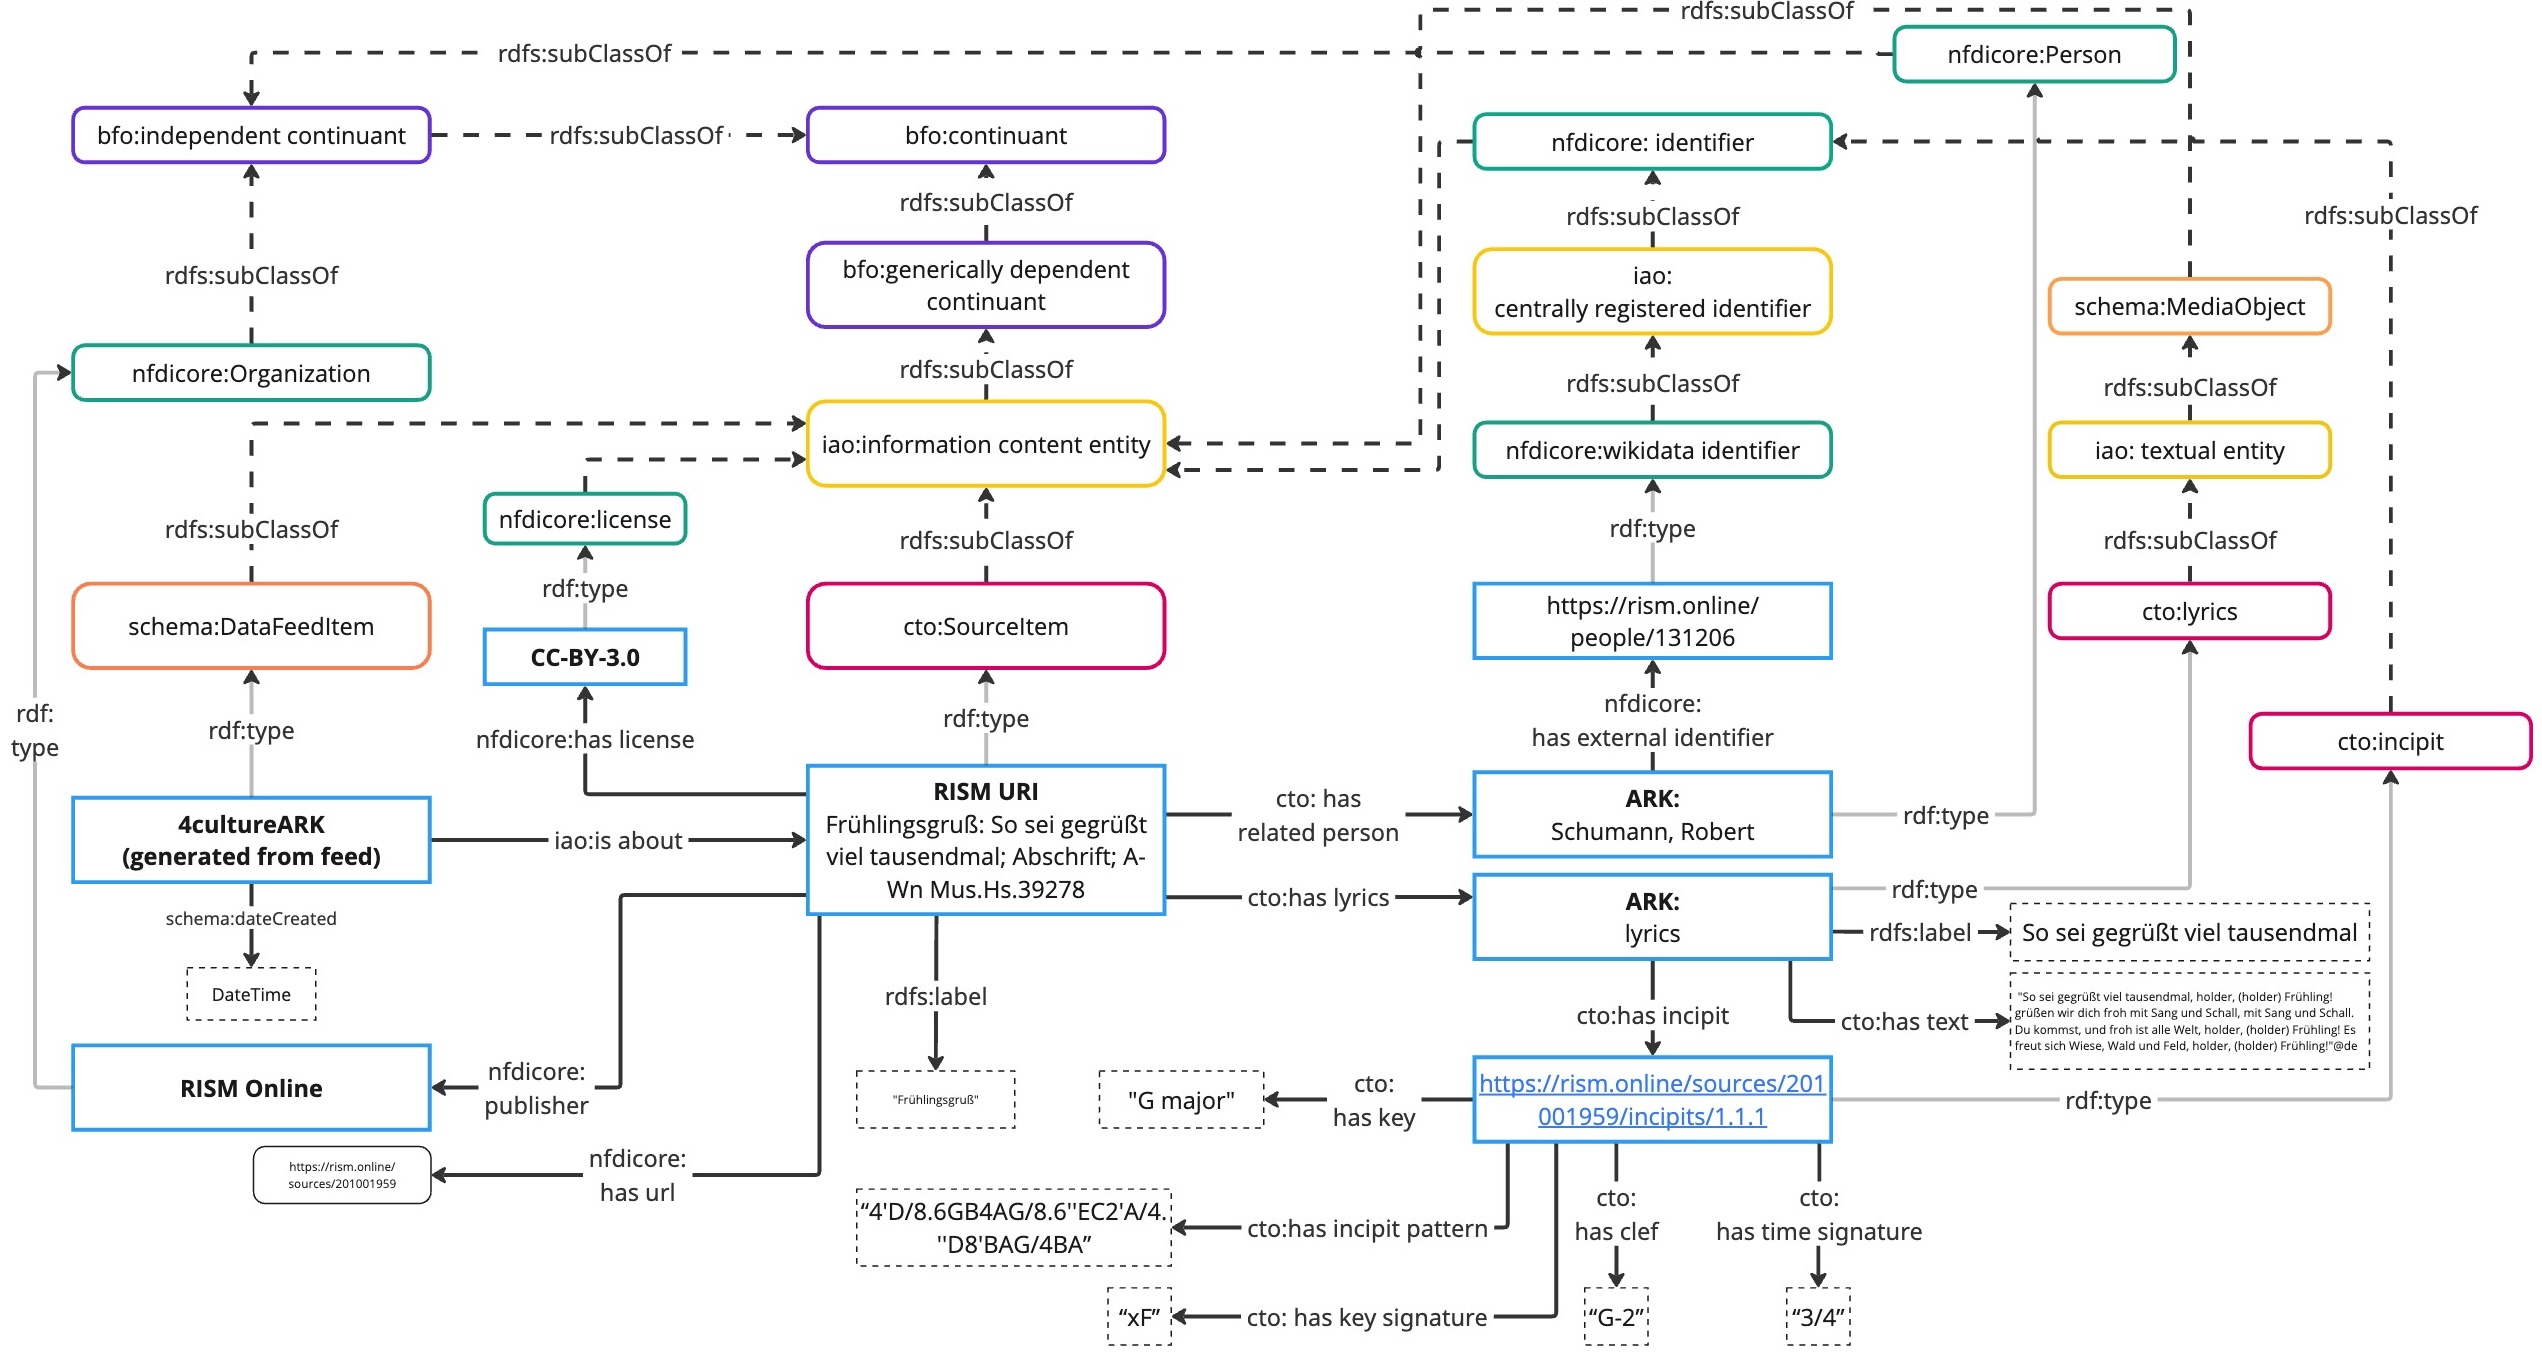 rdfs:subClassOf
rdfs:subClassOf
nfdicore:Person
bfo:independent continuant
rdfs:subClassOf
bfo:continuant
nfdicore: identifier
rdfs:subClassOf
rdfs:subClassOf
rdfs:subClassOf
rdfs:subClassOf
bfo:generically dependent
continuant
iao:
centrally registered identifier
schema:MediaObject
nfdicore:Organization
rdfs:subClassOf
rdfs:subClassOf
rdfs:subClassOf
iao:information content entity
nfdicore:wikidata identifier
iao: textual entity
rdfs:subClassOf
nfdicore:license
rdfs:subClassOf
rdf:type
rdfs:subClassOf
schema:DataFeedItem
rdf:type
CC-BY-3.0
cto:SourceItem
https://rism.online/
people/131206
cto:lyrics
rdf:
type
rdf:type
nfdicore:has license
rdf:type
nfdicore:
has external identifier
cto:incipit
4cultureARK
(generated from feed)
iao:is about
RISM URI
Frühlingsgruß: So sei gegrüßt
viel tausendmal; Abschrift; A-
Wn Mus.Hs.39278
cto: has
related person
ARK:
Schumann, Robert
rdf:type
cto:has lyrics
ARK:
lyrics
rdf:type
rdfs:label
So sei gegrüßt viel tausendmal
schema:dateCreated
DateTime
rdfs:label
cto:has incipit
cto:has text
"So sei gegrüßt viel tausendmal, holder, (holder) Frühling!
grüßen wir dich froh mit Sang und Schall, mit Sang und Schall.
Du kommst, und froh ist alle Welt, holder, (holder) Frühling! Es
freut sich Wiese, Wald und Feld, holder, (holder) Frühling!"@de
RISM Online
nfdicore:
publisher
"Frühlingsgruß"
"G major"
cto:
has key
https://rism.online/sources/201
001959/incipits/1.1.1
rdf:type
https://rism.online/
sources/201001959
nfdicore:
has url
“4'D/8.6GB4AG/8.6''EC2'A/4.
''D8'BAG/4BA”
cto:has incipit pattern
cto:
has clef
cto:
has time signature
“xF”
cto: has key signature
“G-2”
“3/4”